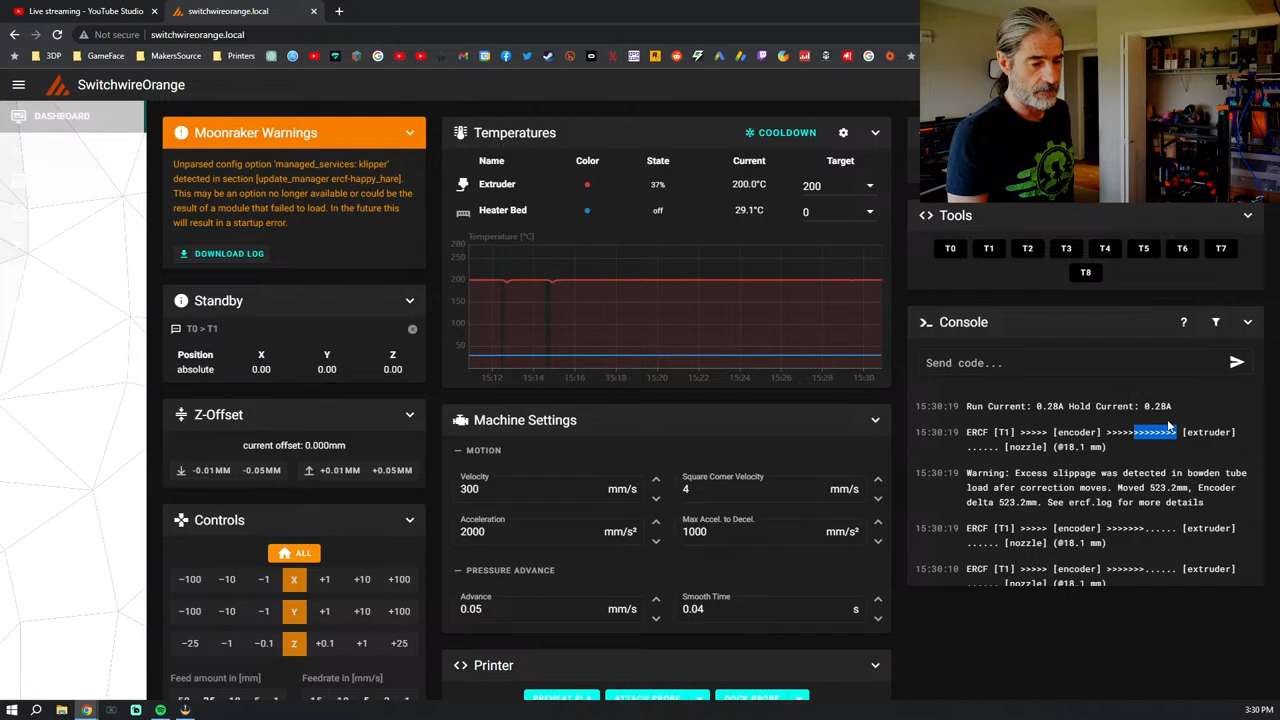 Live streaming - YouTube Studio
switchwireorange.local
Not secure
switchwireorange.local
3DP
GameFace
MakersSource
Printers
SwitchwireOrange
DASHBOARD
Moonraker Warnings
Unparsed config option 'managed_services: klipper'
detected in section [update_manager ercf-happy_hare].
This may be an option no longer available or could be the
result of a module that failed to load. In the future this
will result in a startup error.
DOWNLOAD LOG
Standby
T0 > T1
Position X Y Z
absolute 0.00 0.00 0.00
Z-Offset
current offset: 0.000mm
-0.01MM -0.05MM +0.01MM +0.05MM
Controls
ALL
-100 -10 -1 X +1 +10 +100
-100 -10 -1 Y +1 +10 +100
-25 -1 -0.1 Z +0.1 +1 +25
Feed amount in [mm] Feedrate in [mm/s]
Temperatures
COOLDOWN
Name Color State Current Target
Extruder 37% 200.0°C 200
Heater Bed off 29.1°C 0
Temperature [°C]
280
250
200
150
100
50
15:12 15:14 15:16 15:18 15:20 15:22 15:24 15:26 15:28 15:30
Machine Settings
MOTION
Velocity
300 mm/s
Square Corner Velocity
4 mm/s
Acceleration
2000 mm/s²
Max Accel. to Decel.
1000 mm/s²
PRESSURE ADVANCE
Advance
0.05 mm/s
Smooth Time
0.04 s
Printer
PREHEAT PLA ATTACH PROBE DOCK PROBE
Tools
T0 T1 T2 T3 T4 T5 T6 T7
T8
Console
Send code...
15:30:19 Run Current: 0.28A Hold Current: 0.28A
15:30:19 ERCF [T1] >>>>> [encoder] >>>>>>>>>>>>> [extruder]
...... [nozzle] (@18.1 mm)
15:30:19 Warning: Excess slippage was detected in bowden tube
load afer correction moves. Moved 523.2mm, Encoder
delta 523.2mm. See ercf.log for more details
15:30:19 ERCF [T1] >>>>> [encoder] >>>>>>>...... [extruder]
...... [nozzle] (@18.1 mm)
15:30:10 ERCF [T1] >>>>> [encoder] >>>>>>>...... [extruder]
...... [nozzle] (@18.1 mm)
3:30 PM